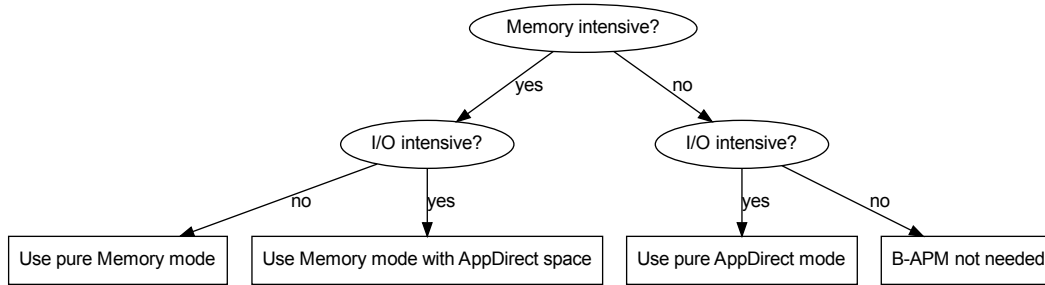 Memory intensive?
yes
no
I/O intensive?
I/O intensive?
no
yes
yes
no
Use pure Memory mode
Use Memory mode with AppDirect space
Use pure AppDirect mode
B-APM not needed